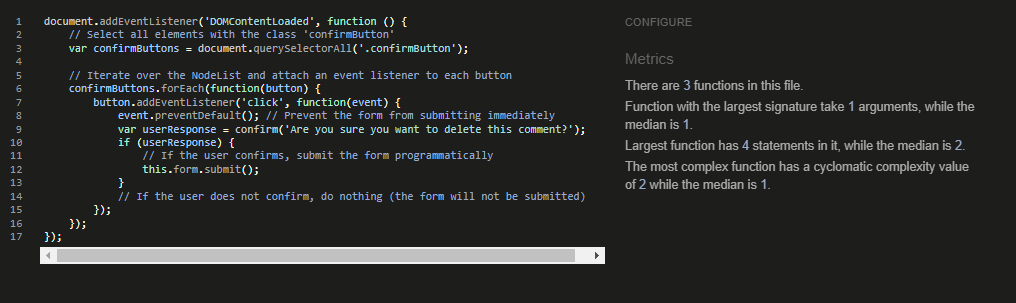 1 document.addEventListener('DOMContentLoaded', function () {
2 // Select all elements with the class 'confirmButton'
3 var confirmButtons = document.querySelectorAll('.confirmButton');
4
5 // Iterate over the NodeList and attach an event listener to each button
6 confirmButtons.forEach(function(button) {
7 button.addEventListener('click', function(event) {
8 event.preventDefault(); // Prevent the form from submitting immediately
9 var userResponse = confirm('Are you sure you want to delete this comment?');
10 if (userResponse) {
11 // If the user confirms, submit the form programmatically
12 this.form.submit();
13 }
14 // If the user does not confirm, do nothing (the form will not be submitted)
15 });
16 });
17 });
CONFIGURE
Metrics
There are 3 functions in this file.
Function with the largest signature take 1 arguments, while the
median is 1.
Largest function has 4 statements in it, while the median is 2.
The most complex function has a cyclomatic complexity value
of 2 while the median is 1.